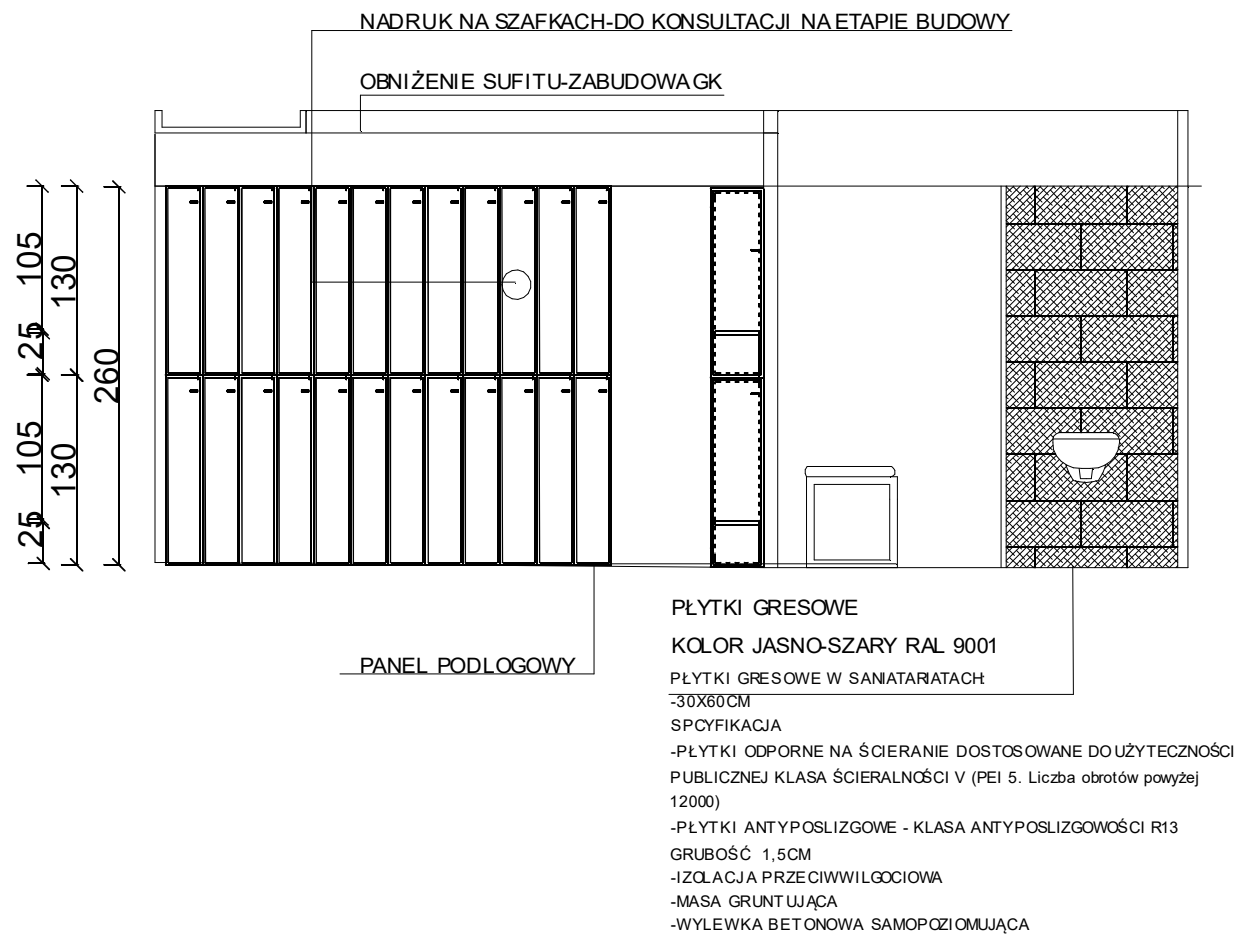 NADRUK NA SZAFKACH-DO KONSULTACJI NA ETAPIE BUDOWY
OBNIŻENIE SUFITU-ZABUDOWA GK
105
130
25
260
105
130
25
PANEL PODLOGOWY
PŁYTKI GRESOWE
KOLOR JASNO-SZARY RAL 9001
PŁYTKI GRESOWE W SANIATARIATACH:
-30X60CM
SPCYFIKACJA
-PŁYTKI ODPORNE NA ŚCIERANIE DOSTOSOWANE DO UŻYTECZNOŚCI
PUBLICZNEJ KLASA ŚCIERALNOŚCI V (PEI 5. Liczba obrotów powyżej
12000)
-PŁYTKI ANTYPOSLIZGOWE - KLASA ANTYPOSLIZGOWOŚCI R13
GRUBOŚĆ 1,5CM
-IZOLACJA PRZECIWWILGOCIOWA
-MASA GRUNTUJĄCA
-WYLEWKA BETONOWA SAMOPOZIOMUJĄCA